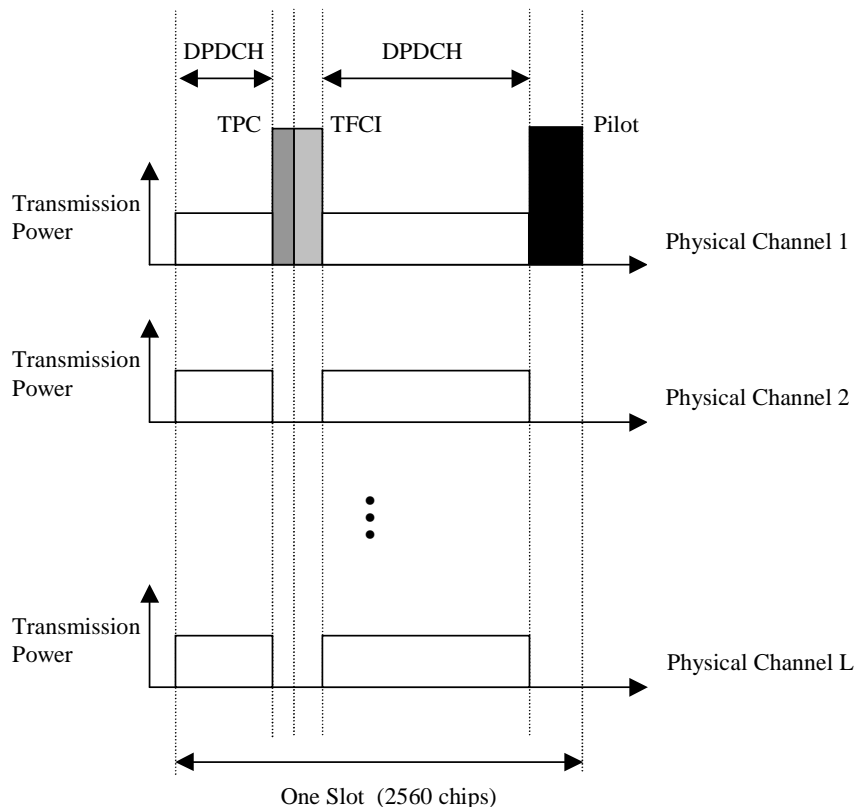 DPDCH
DPDCH
TPC
TFCI
Pilot
Transmission
Power
Physical Channel 1
Transmission
Power
Physical Channel 2
Transmission
Power
Physical Channel L
One Slot (2560 chips)